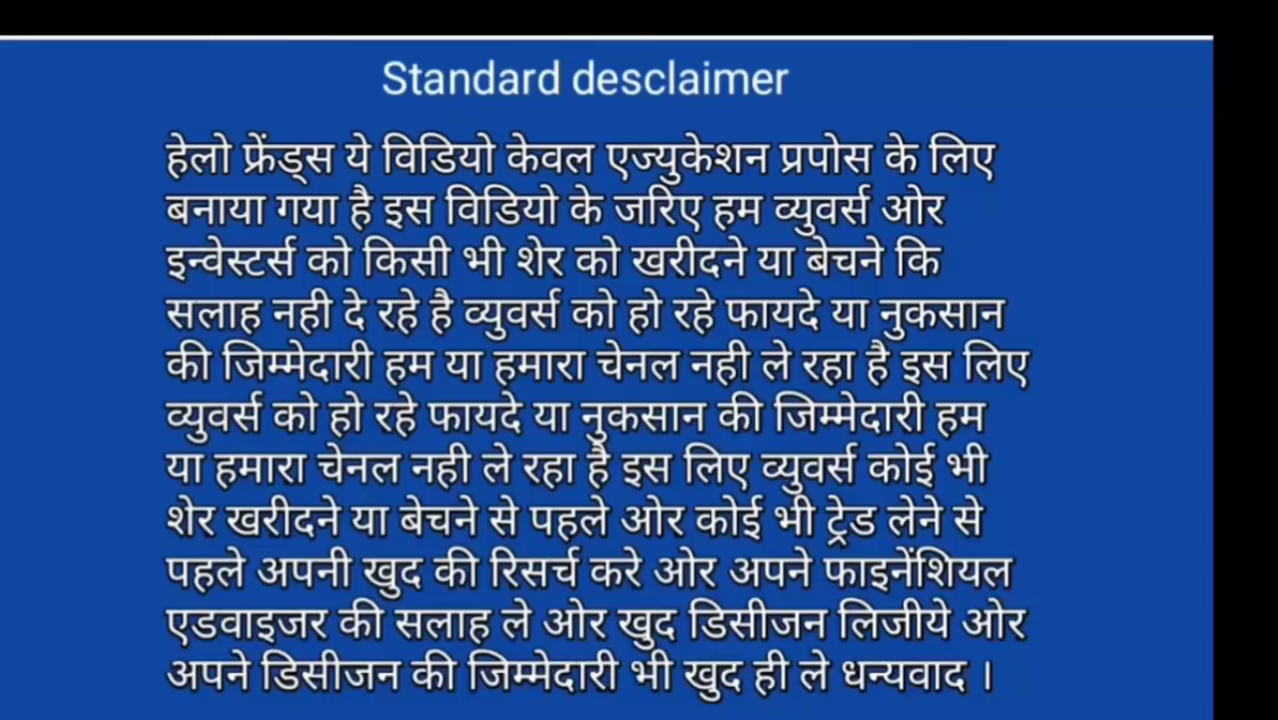 Standard desclaimer
हेलो फ्रेंड्स ये विडियो केवल एज्युकेशन प्रपोस के लिए
बनाया गया है इस विडियो के जरिए हम व्युवर्स ओर
इन्वेस्टर्स को किसी भी शेर को खरीदने या बेचने कि
सलाह नही दे रहे है व्युवर्स को हो रहे फायदे या नुकसान
की जिम्मेदारी हम या हमारा चेनल नही ले रहा है इस लिए
व्युवर्स को हो रहे फायदे या नुकसान की जिम्मेदारी हम
या हमारा चेनल नही ले रहा है इस लिए व्युवर्स कोई भी
शेर खरीदने या बेचने से पहले ओर कोई भी ट्रेड लेने से
पहले अपनी खुद की रिसर्च करे ओर अपने फाइनेंशियल
एडवाइजर की सलाह ले ओर खुद डिसीजन लिजीये ओर
अपने डिसीजन की जिम्मेदारी भी खुद ही ले धन्यवाद ।